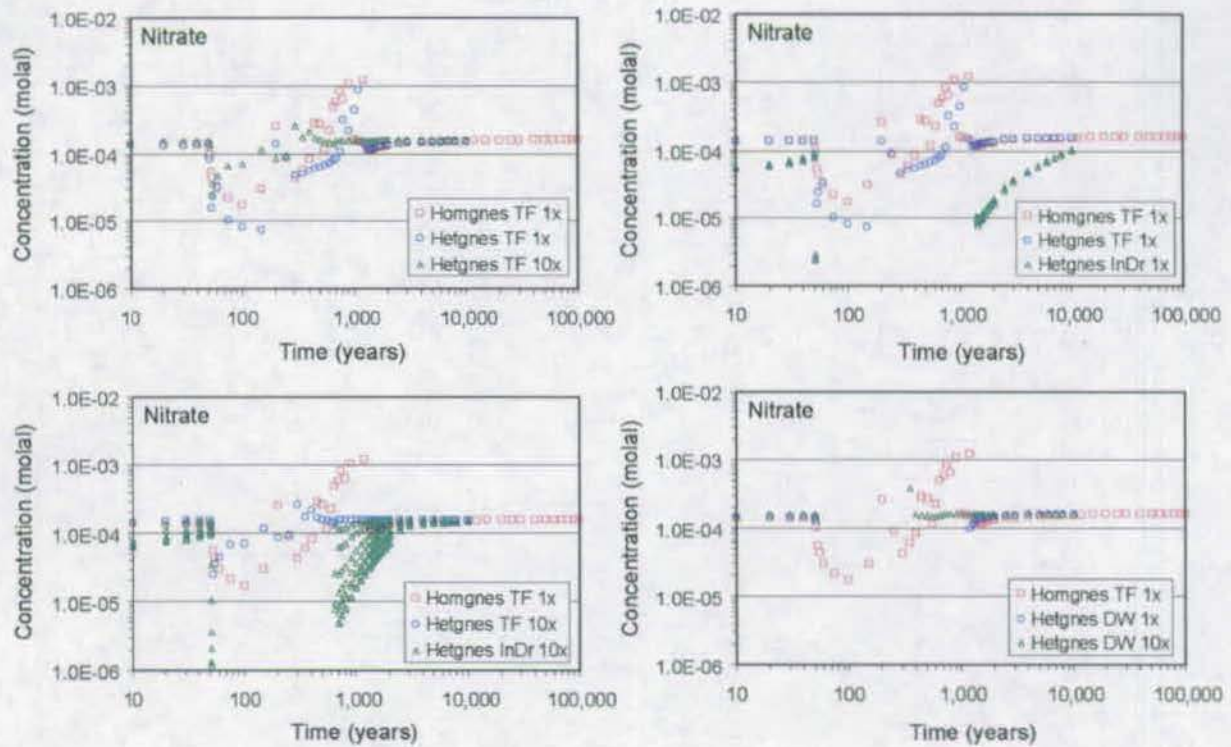 1.0E-02
Nitrate
1.0E-03
1.0E-04
1.0E-05
1.0E-06
Concentration (molal)
Homgnes TF 1x
Hetgnes TF 1x
Hetgnes TF 10x
10
100
1,000
10,000
100,000
Time (years)
1.0E-02
Nitrate
1.0E-03
1.0E-04
1.0E-05
1.0E-06
Concentration (molal)
Homgnes TF 1x
Hetgnes TF 1x
Hetgnes InDr 1x
10
100
1,000
10,000
100,000
Time (years)
1.0E-02
Nitrate
1.0E-03
1.0E-04
1.0E-05
1.0E-06
Concentration (molal)
Homgnes TF 1x
Hetgnes TF 10x
Hetgnes InDr 10x
10
100
1,000
10,000
100,000
Time (years)
1.0E-02
Nitrate
1.0E-03
1.0E-04
1.0E-05
1.0E-06
Concentration (molal)
Homgnes TF 1x
Hetgnes DW 1x
Hetgnes DW 10x
10
100
1,000
10,000
100,000
Time (years)